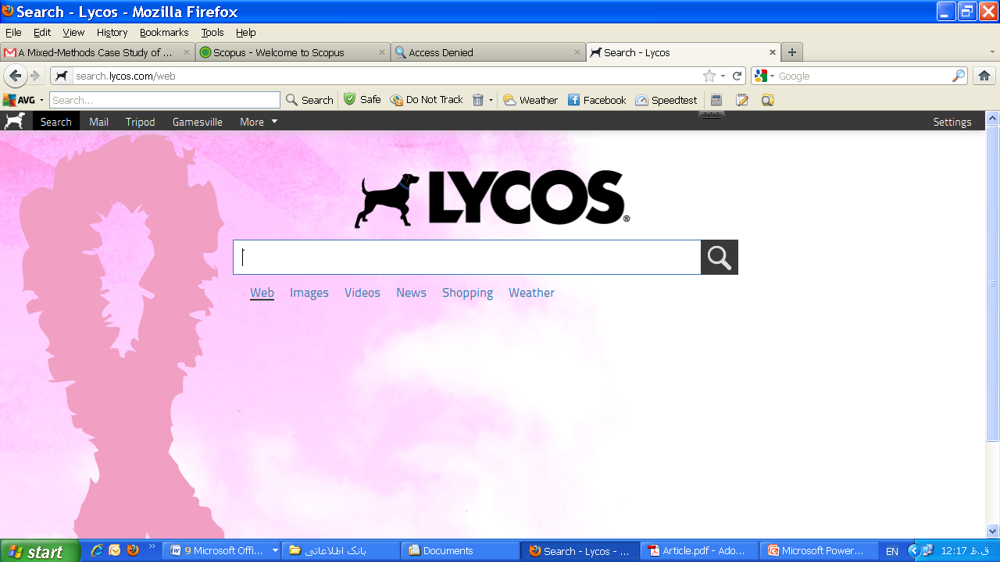 Search - Lycos - Mozilla Firefox
File Edit View History Bookmarks Tools Help
A Mixed-Methods Case Study of ... Scopus - Welcome to Scopus Access Denied Search - Lycos
search.lycos.com/web Google
AVG Search... Search Safe Do Not Track Weather Facebook Speedtest
Search Mail Tripod Gamesville More Settings
LYCOS®
Web Images Videos News Shopping Weather
start 9 Microsoft Offi... بانک اطلاعاتی Documents Search - Lycos - ... Article.pdf - Ado... Microsoft Power... EN 12:17 ق.ظ